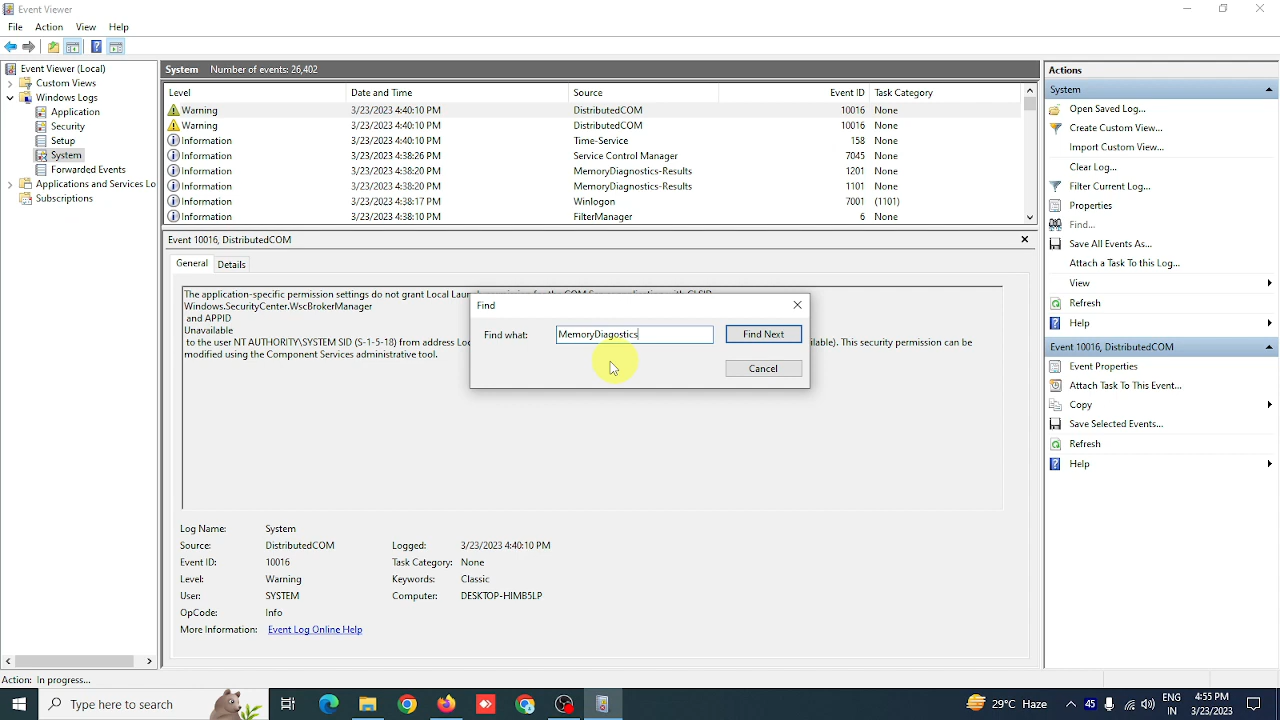 Event Viewer
File Action View Help
Event Viewer (Local)
Custom Views
Windows Logs
Application
Security
Setup
System
Forwarded Events
Applications and Services Lo
Subscriptions
System Number of events: 26,402
Level Date and Time Source Event ID Task Category
Warning 3/23/2023 4:40:10 PM DistributedCOM 10016 None
Warning 3/23/2023 4:40:10 PM DistributedCOM 10016 None
Information 3/23/2023 4:40:10 PM Time-Service 158 None
Information 3/23/2023 4:38:26 PM Service Control Manager 7045 None
Information 3/23/2023 4:38:20 PM MemoryDiagnostics-Results 1201 None
Information 3/23/2023 4:38:20 PM MemoryDiagnostics-Results 1101 None
Information 3/23/2023 4:38:17 PM Winlogon 7001 (1101)
Information 3/23/2023 4:38:10 PM FilterManager 6 None
Event 10016, DistributedCOM
General Details
The application-specific permission settings do not grant Local
Windows.SecurityCenter.WscBrokerManager
and APPID
Unavailable
to the user NT AUTHORITY\SYSTEM SID (S-1-5-18) from address Loc lable). This security permission can be
modified using the Component Services administrative tool.
Find
Find what: MemoryDiagostics Find Next
Cancel
Log Name: System
Source: DistributedCOM Logged: 3/23/2023 4:40:10 PM
Event ID: 10016 Task Category: None
Level: Warning Keywords: Classic
User: SYSTEM Computer: DESKTOP-HIMB5LP
OpCode: Info
More Information: Event Log Online Help
Actions
System
Open Saved Log...
Create Custom View...
Import Custom View...
Clear Log...
Filter Current Log...
Properties
Find...
Save All Events As...
Attach a Task To this Log...
View
Refresh
Help
Event 10016, DistributedCOM
Event Properties
Attach Task To This Event...
Copy
Save Selected Events...
Refresh
Help
Action: In progress...
Type here to search
29°C Haze
45
ENG
IN
4:55 PM
3/23/2023